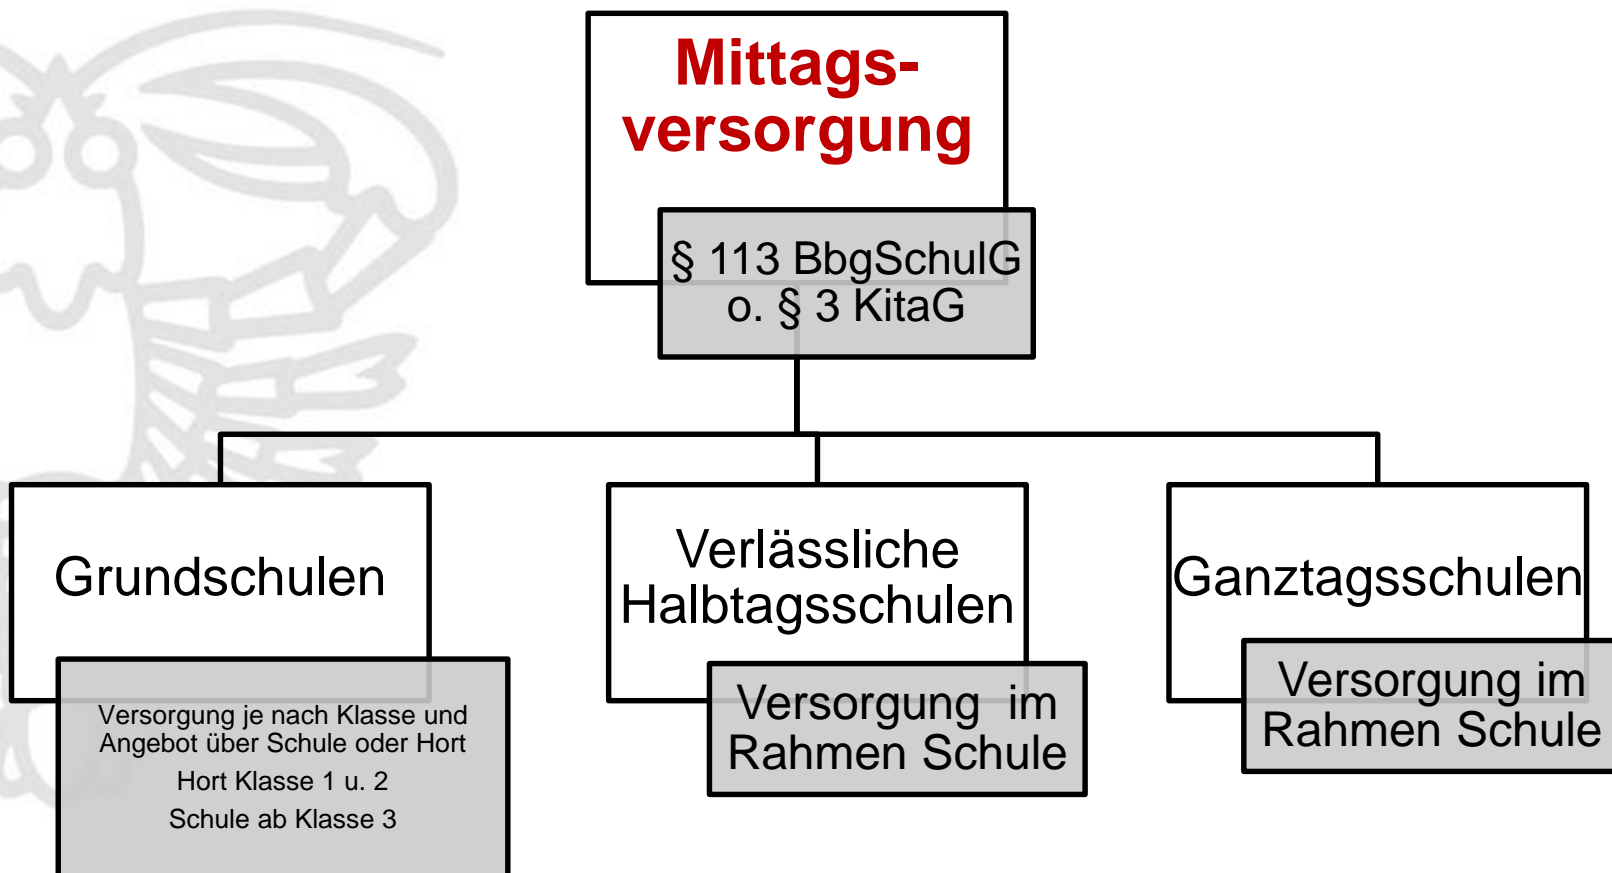 Mittags-
versorgung
§ 113 BbgSchulG
o. § 3 KitaG
Grundschulen
Versorgung je nach Klasse und
Angebot über Schule oder Hort
Hort Klasse 1 u. 2
Schule ab Klasse 3
Verlässliche
Halbtagsschulen
Versorgung im
Rahmen Schule
Ganztagsschulen
Versorgung im
Rahmen Schule